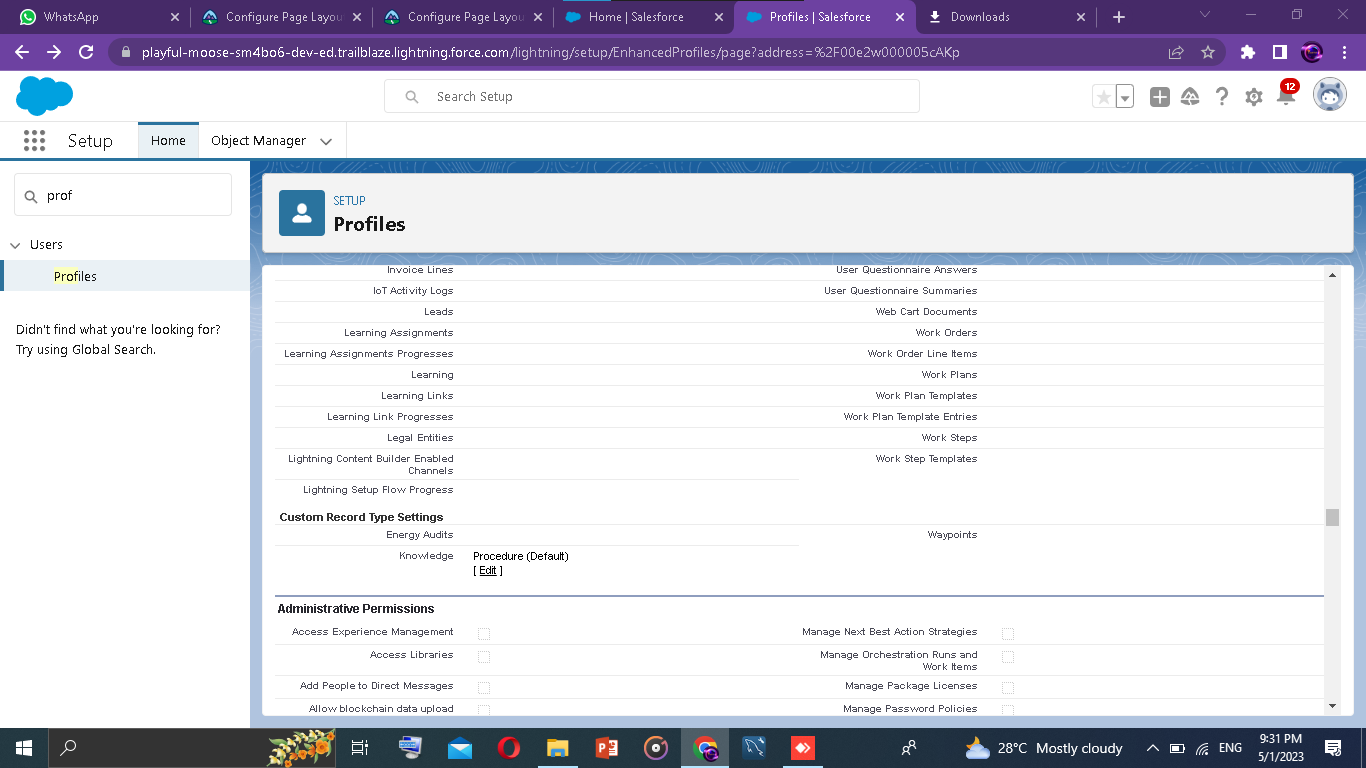 WhatsApp
Configure Page Layou
Configure Page Layou
Home | Salesforce
Profiles | Salesforce
Downloads
playful-moose-sm4bo6-dev-ed.trailblaze.lightning.force.com/lightning/setup/EnhancedProfiles/page?address=%2F00e2w000005cAKp
Search Setup
12
Setup
Home
Object Manager
prof
Users
Profiles
Didn't find what you're looking for?
Try using Global Search.
SETUP
Profiles
Invoice Lines
User Questionnaire Answers
IoT Activity Logs
User Questionnaire Summaries
Leads
Web Cart Documents
Learning Assignments
Work Orders
Learning Assignments Progresses
Work Order Line Items
Learning
Work Plans
Learning Links
Work Plan Templates
Learning Link Progresses
Work Plan Template Entries
Legal Entities
Work Steps
Lightning Content Builder Enabled
Channels
Work Step Templates
Lightning Setup Flow Progress
Custom Record Type Settings
Energy Audits
Waypoints
Knowledge
Procedure (Default)
[ Edit ]
Administrative Permissions
Access Experience Management
Manage Next Best Action Strategies
Access Libraries
Manage Orchestration Runs and
Work Items
Add People to Direct Messages
Manage Package Licenses
Allow blockchain data upload
Manage Password Policies
28°C Mostly cloudy
ENG
9:31 PM
5/1/2023